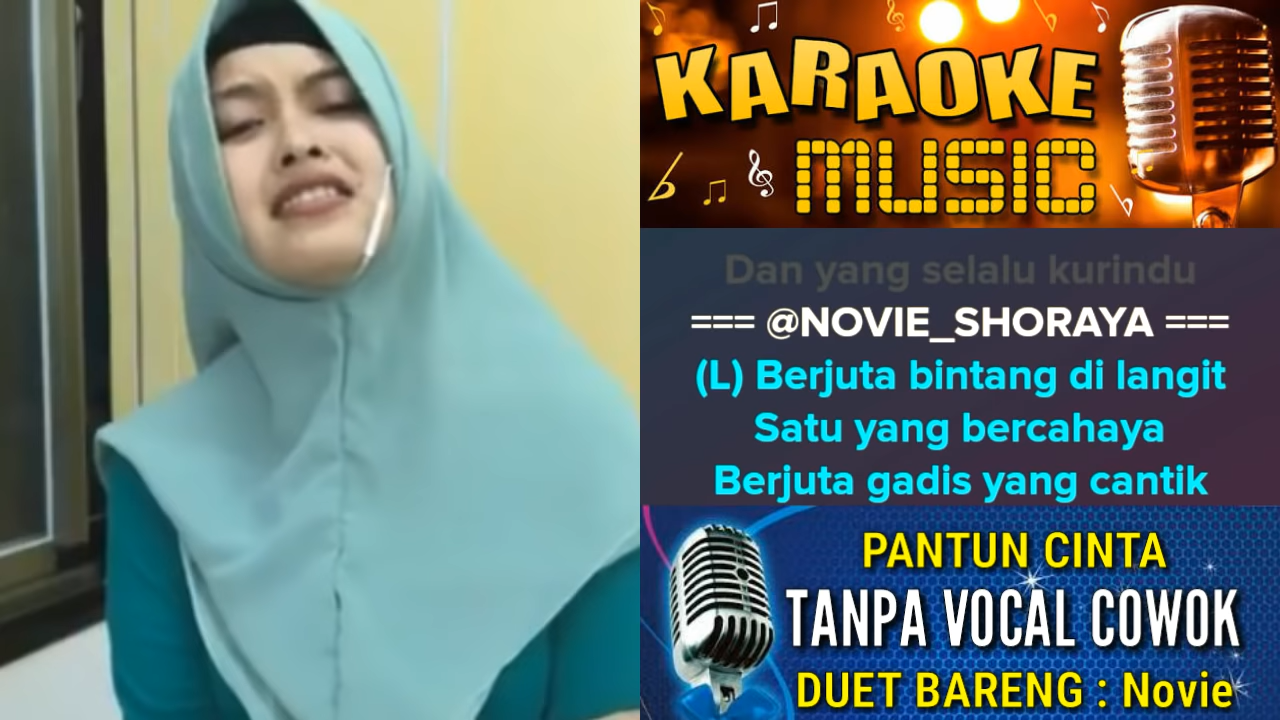 KARAOKE
MUSIC
Dan yang selalu kurindu
=== @NOVIE_SHORAYA ===
(L) Berjuta bintang di langit
Satu yang bercahaya
Berjuta gadis yang cantik
PANTUN CINTA
TANPA VOCAL COWOK
DUET BARENG : Novie